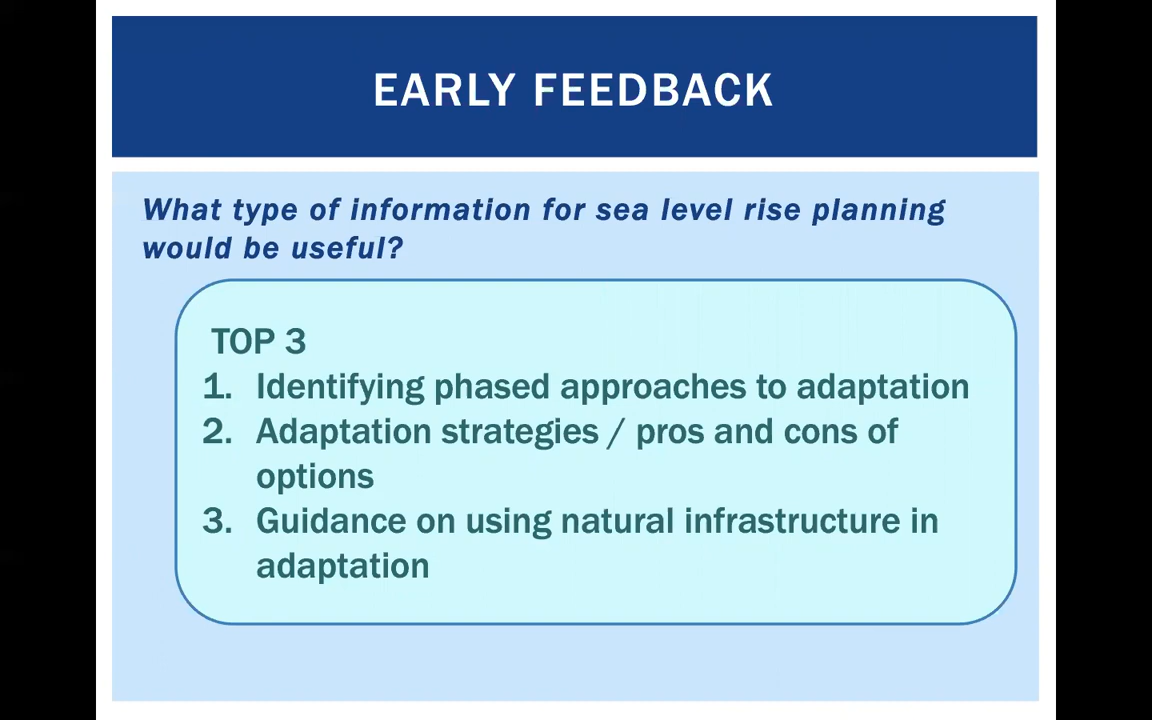 EARLY FEEDBACK
What type of information for sea level rise planning
would be useful?
TOP 3
1. Identifying phased approaches to adaptation
2. Adaptation strategies / pros and cons of
options
3. Guidance on using natural infrastructure in
adaptation